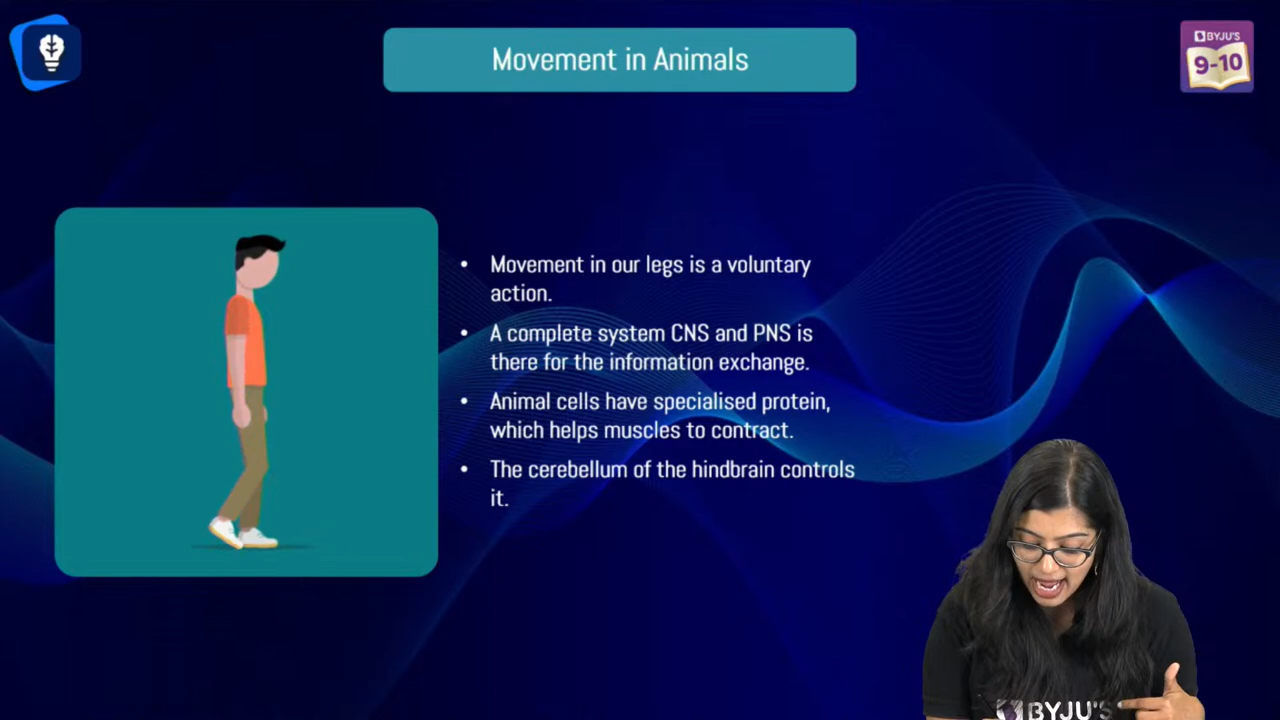 Movement in Animals
BYJU'S
9-10
• Movement in our legs is a voluntary
action.
• A complete system CNS and PNS is
there for the information exchange.
• Animal cells have specialised protein,
which helps muscles to contract.
• The cerebellum of the hindbrain controls
it.
BYJU'S